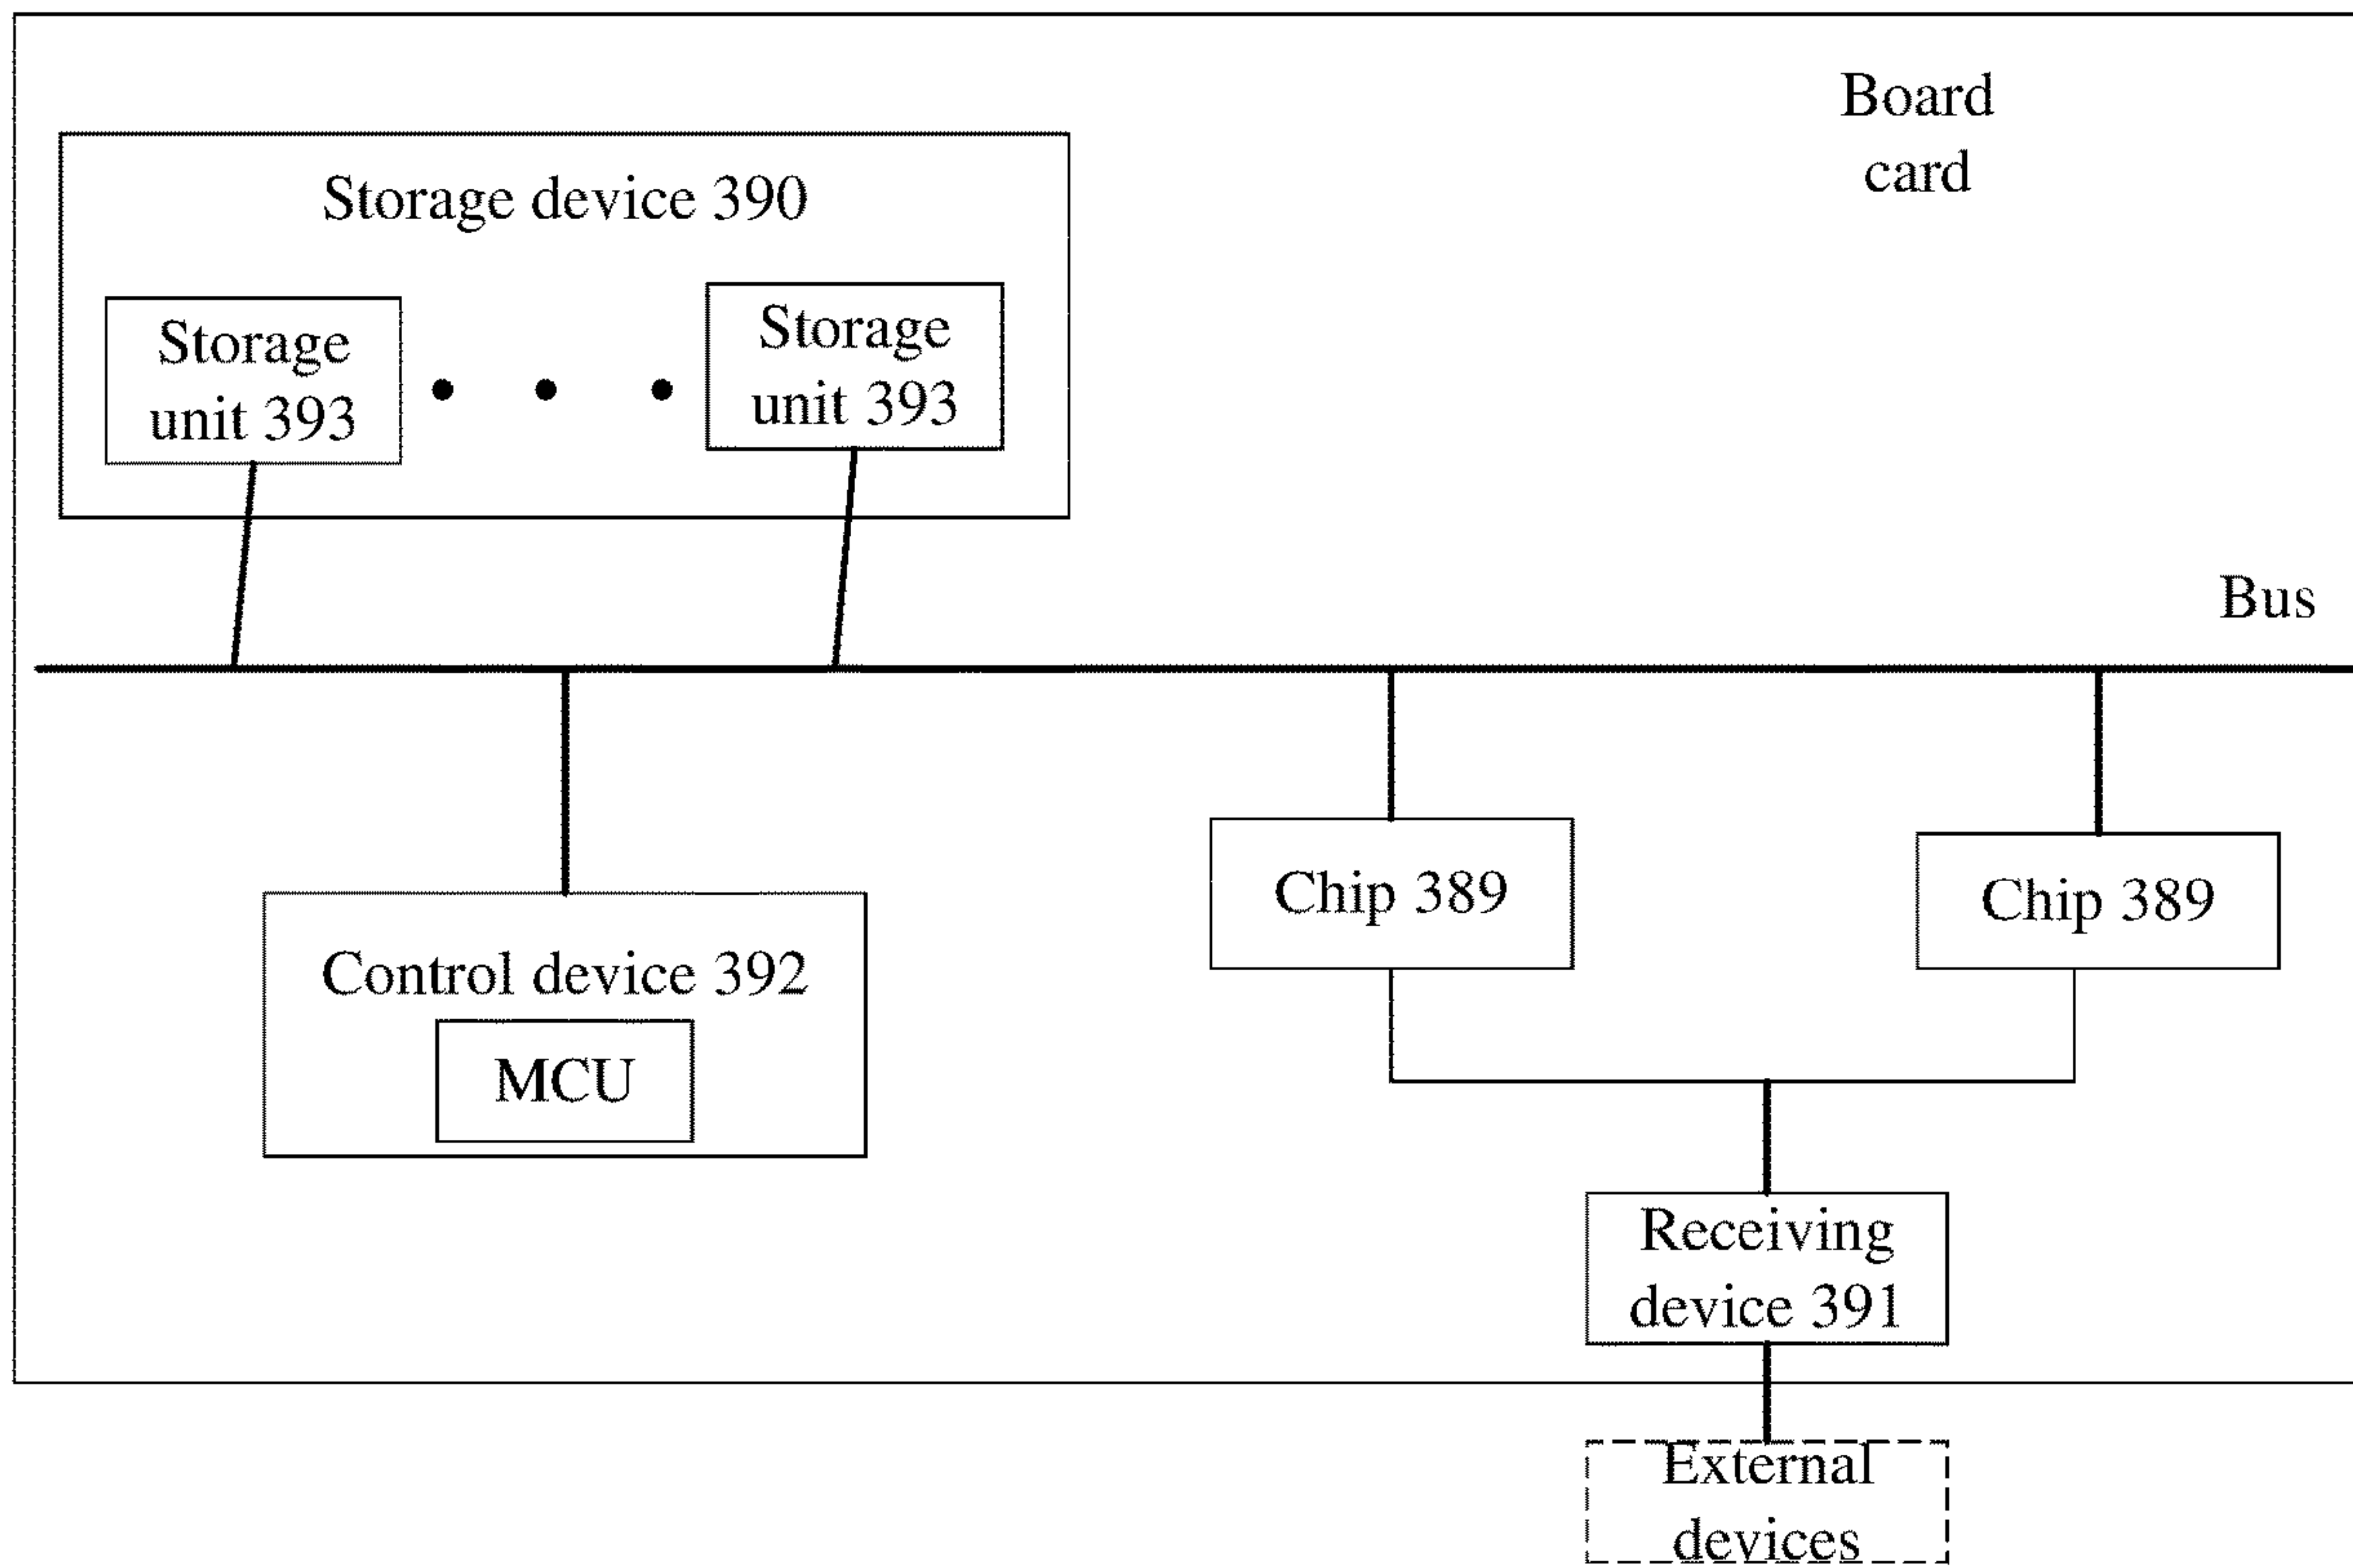 Board
card
Storage device 390
Storage
unit 393
Storage
unit 393
Bus
Chip 389
Chip 389
Control device 392
MCU
Receiving
device 391
External
devices